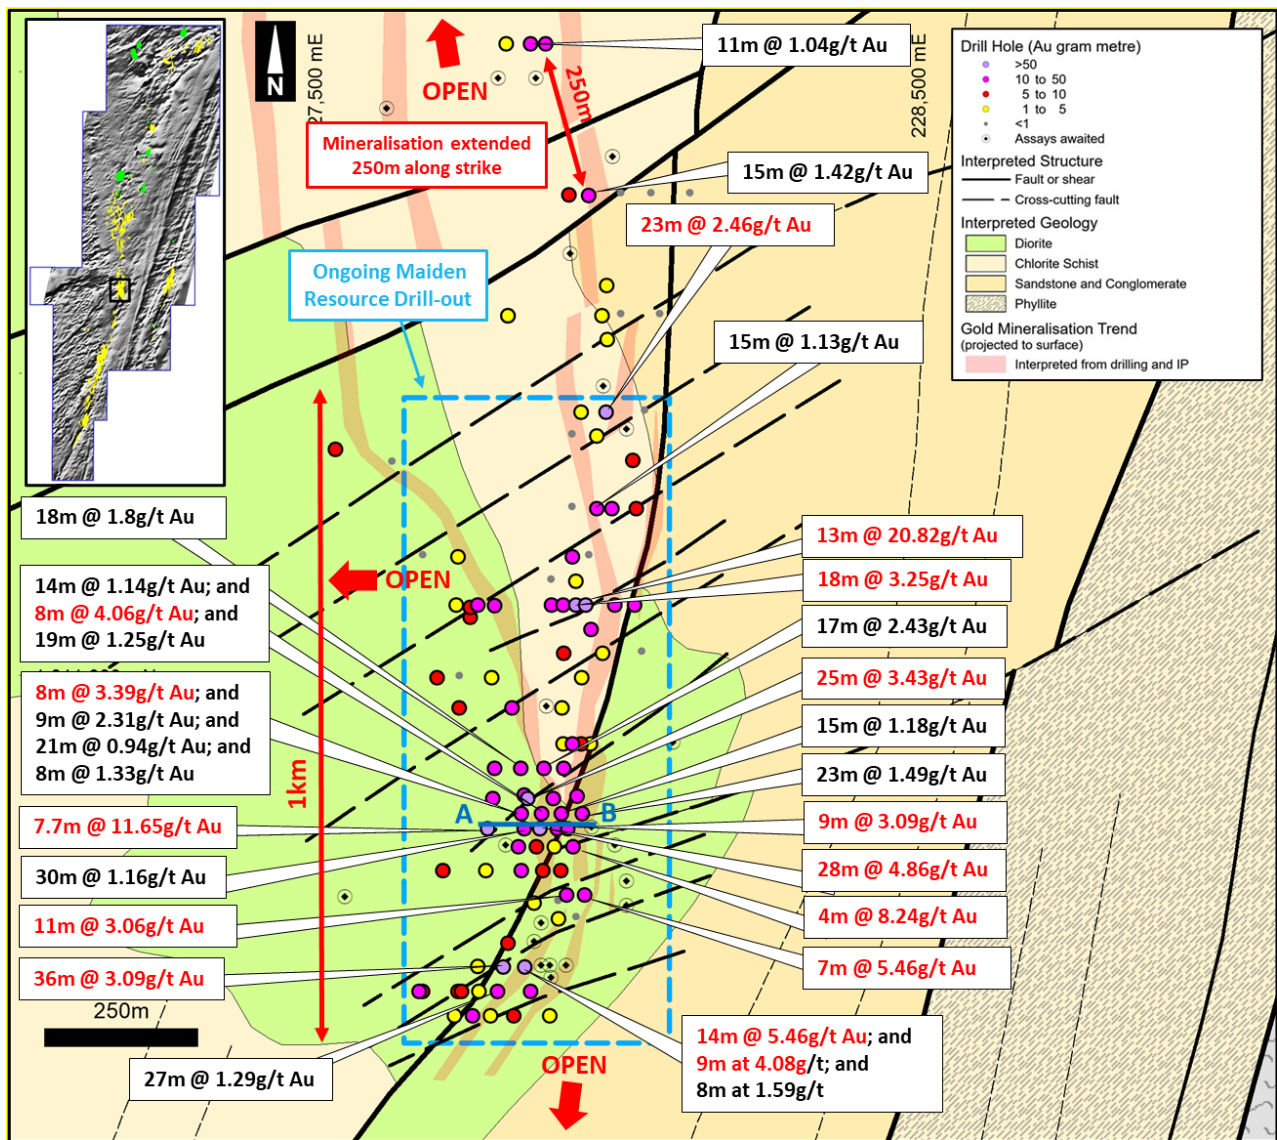 N
27,500 mE
228,500 mE
OPEN
250m
11m @ 1.04g/t Au
Mineralisation extended
250m along strike
15m @ 1.42g/t Au
23m @ 2.46g/t Au
Ongoing Maiden
Resource Drill-out
15m @ 1.13g/t Au
Drill Hole (Au gram metre)
>50
10 to 50
5 to 10
1 to 5
<1
Assays awaited
Interpreted Structure
Fault or shear
Cross-cutting fault
Interpreted Geology
Diorite
Chlorite Schist
Sandstone and Conglomerate
Phyllite
Gold Mineralisation Trend
(projected to surface)
Interpreted from drilling and IP
18m @ 1.8g/t Au
14m @ 1.14g/t Au; and
8m @ 4.06g/t Au; and
19m @ 1.25g/t Au
8m @ 3.39g/t Au; and
9m @ 2.31g/t Au; and
21m @ 0.94g/t Au; and
8m @ 1.33g/t Au
7.7m @ 11.65g/t Au
30m @ 1.16g/t Au
11m @ 3.06g/t Au
36m @ 3.09g/t Au
250m
27m @ 1.29g/t Au
OPEN
1km
A
B
13m @ 20.82g/t Au
18m @ 3.25g/t Au
17m @ 2.43g/t Au
25m @ 3.43g/t Au
15m @ 1.18g/t Au
23m @ 1.49g/t Au
9m @ 3.09g/t Au
28m @ 4.86g/t Au
4m @ 8.24g/t Au
7m @ 5.46g/t Au
14m @ 5.46g/t Au; and
9m at 4.08g/t; and
8m at 1.59g/t
OPEN